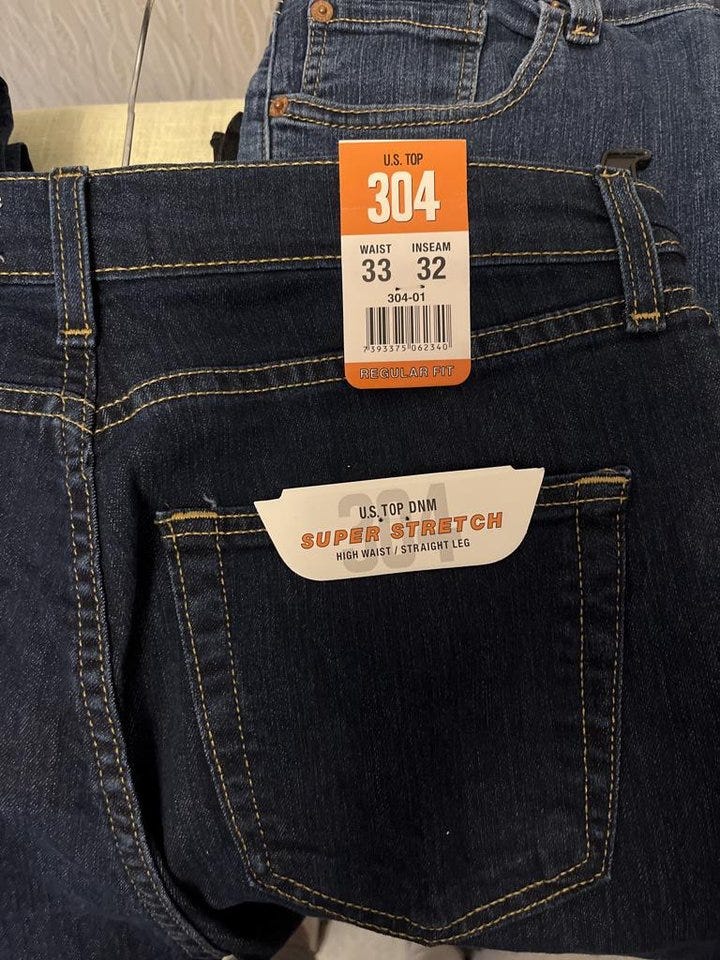 U.S. TOP
304
WAIST INSEAM
33 32
304-01
7393375062340
REGULAR FIT
304
U.S. TOP DNM
SUPER STRETCH
HIGH WAIST / STRAIGHT LEG